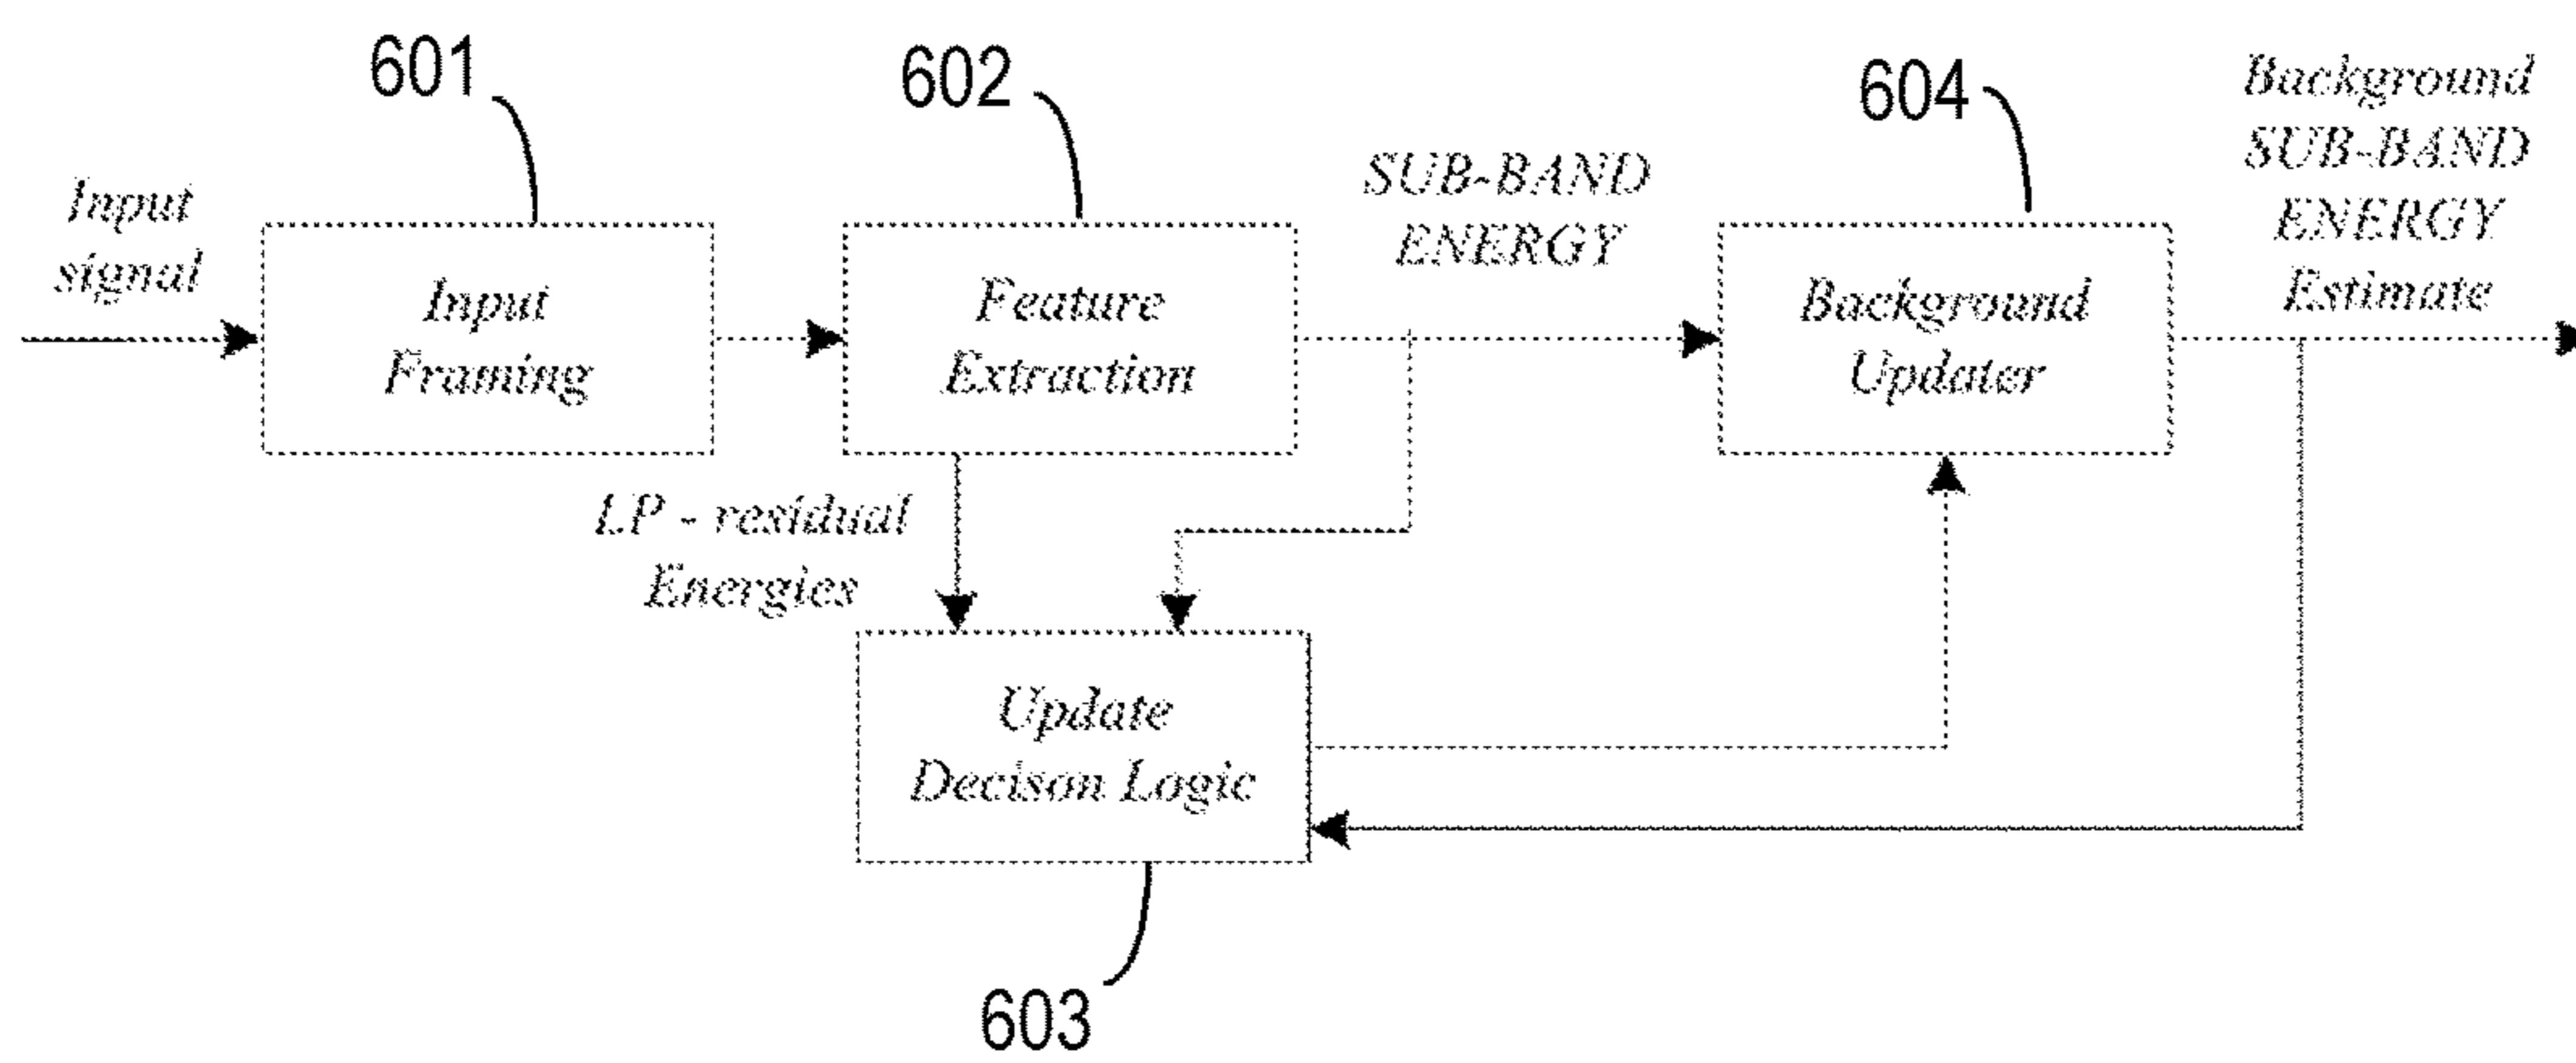 601
602
604
Input
signal
Input
Framing
Feature
Extraction
SUB-BAND
ENERGY
Background
Updater
Background
SUB-BAND
ENERGY
Estimate
LP - residual
Energies
Update
Decison Logic
603